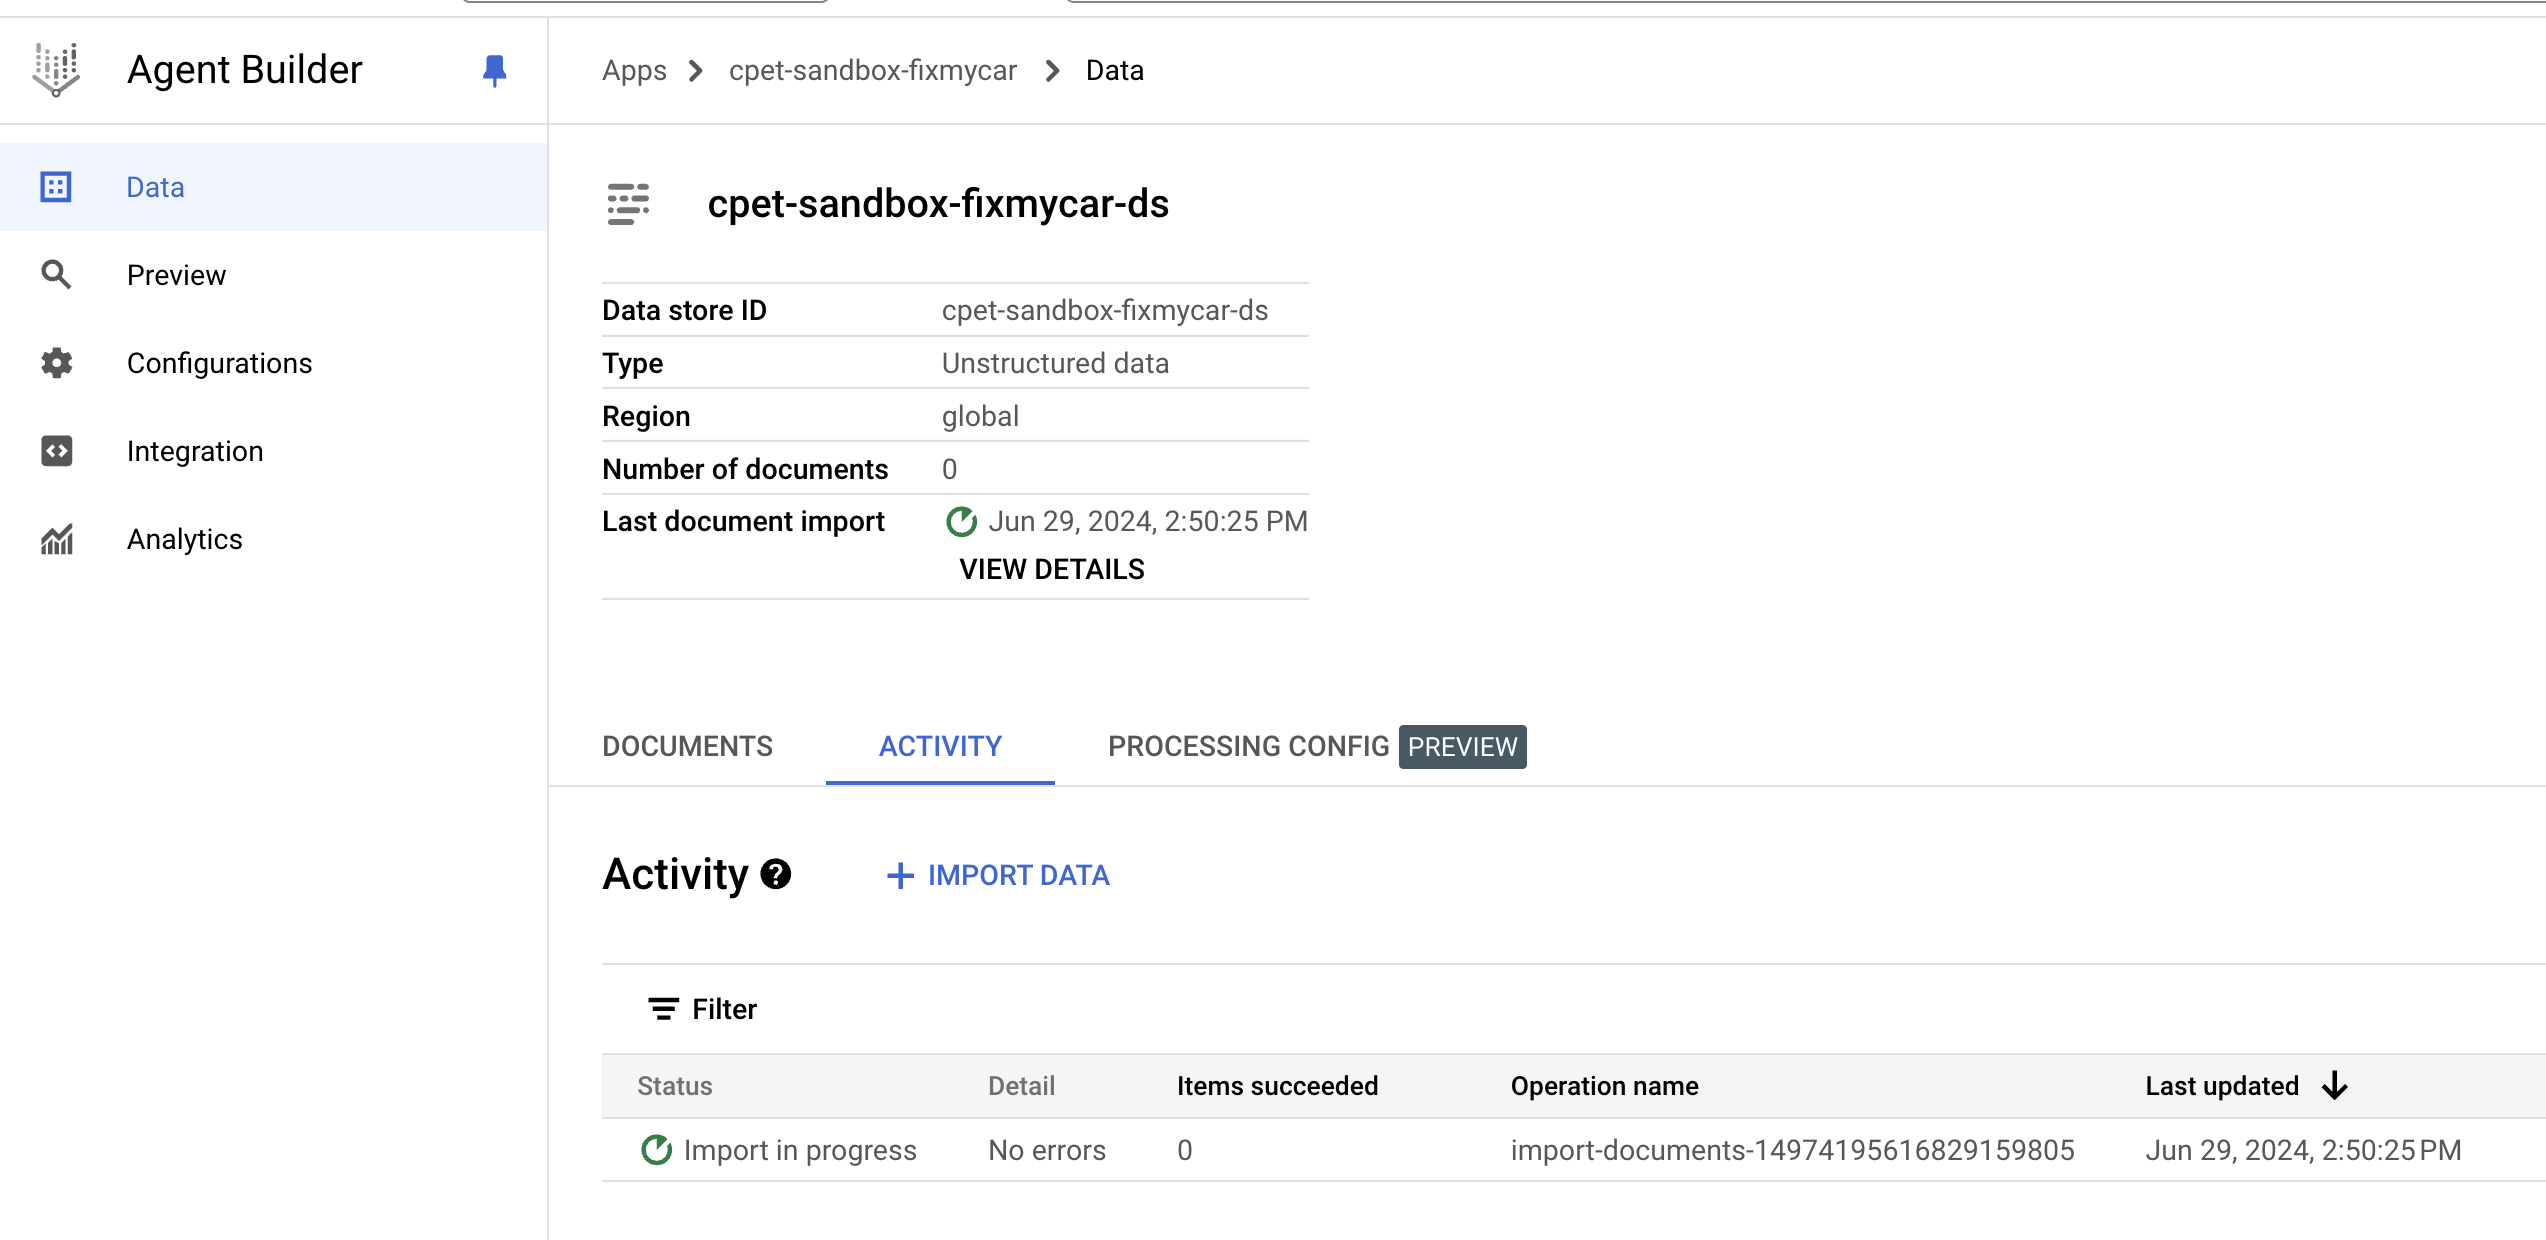 Agent Builder
Apps > cpet-sandbox-fixmycar > Data
Data
Preview
Configurations
Integration
Analytics
cpet-sandbox-fixmycar-ds
Data store ID cpet-sandbox-fixmycar-ds
Type Unstructured data
Region global
Number of documents 0
Last document import Jun 29, 2024, 2:50:25 PM
VIEW DETAILS
DOCUMENTS ACTIVITY PROCESSING CONFIG PREVIEW
Activity ? + IMPORT DATA
Filter
Status Detail Items succeeded Operation name Last updated ↓
Import in progress No errors 0 import-documents-14974195616829159805 Jun 29, 2024, 2:50:25 PM